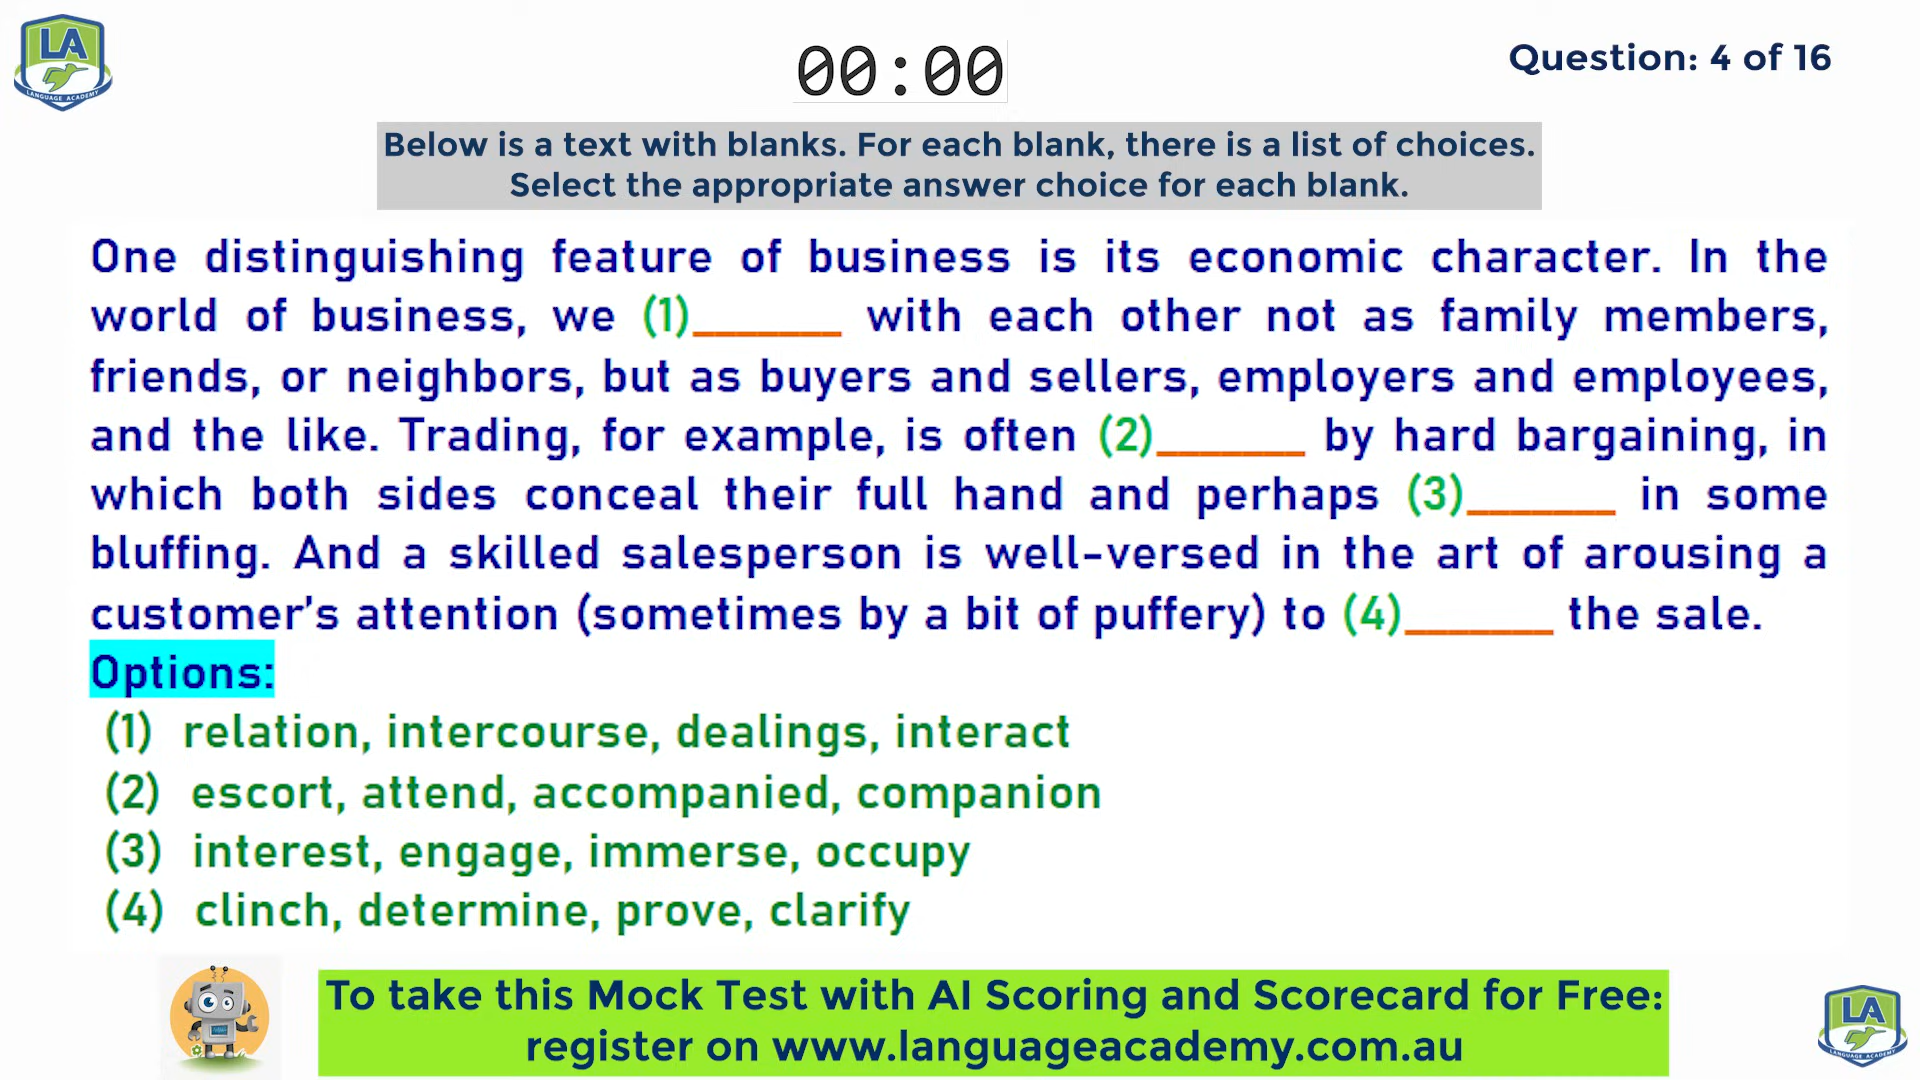 LA
LANGUAGE ACADEMY
00:00
Question: 4 of 16
Below is a text with blanks. For each blank, there is a list of choices.
Select the appropriate answer choice for each blank.
One distinguishing feature of business is its economic character. In the
world of business, we (1)_______ with each other not as family members,
friends, or neighbors, but as buyers and sellers, employers and employees,
and the like. Trading, for example, is often (2)_______ by hard bargaining, in
which both sides conceal their full hand and perhaps (3)_______ in some
bluffing. And a skilled salesperson is well-versed in the art of arousing a
customer's attention (sometimes by a bit of puffery) to (4)_______ the sale.
Options:
(1) relation, intercourse, dealings, interact
(2) escort, attend, accompanied, companion
(3) interest, engage, immerse, occupy
(4) clinch, determine, prove, clarify
To take this Mock Test with AI Scoring and Scorecard for Free:
register on www.languageacademy.com.au
LA
LANGUAGE ACADEMY